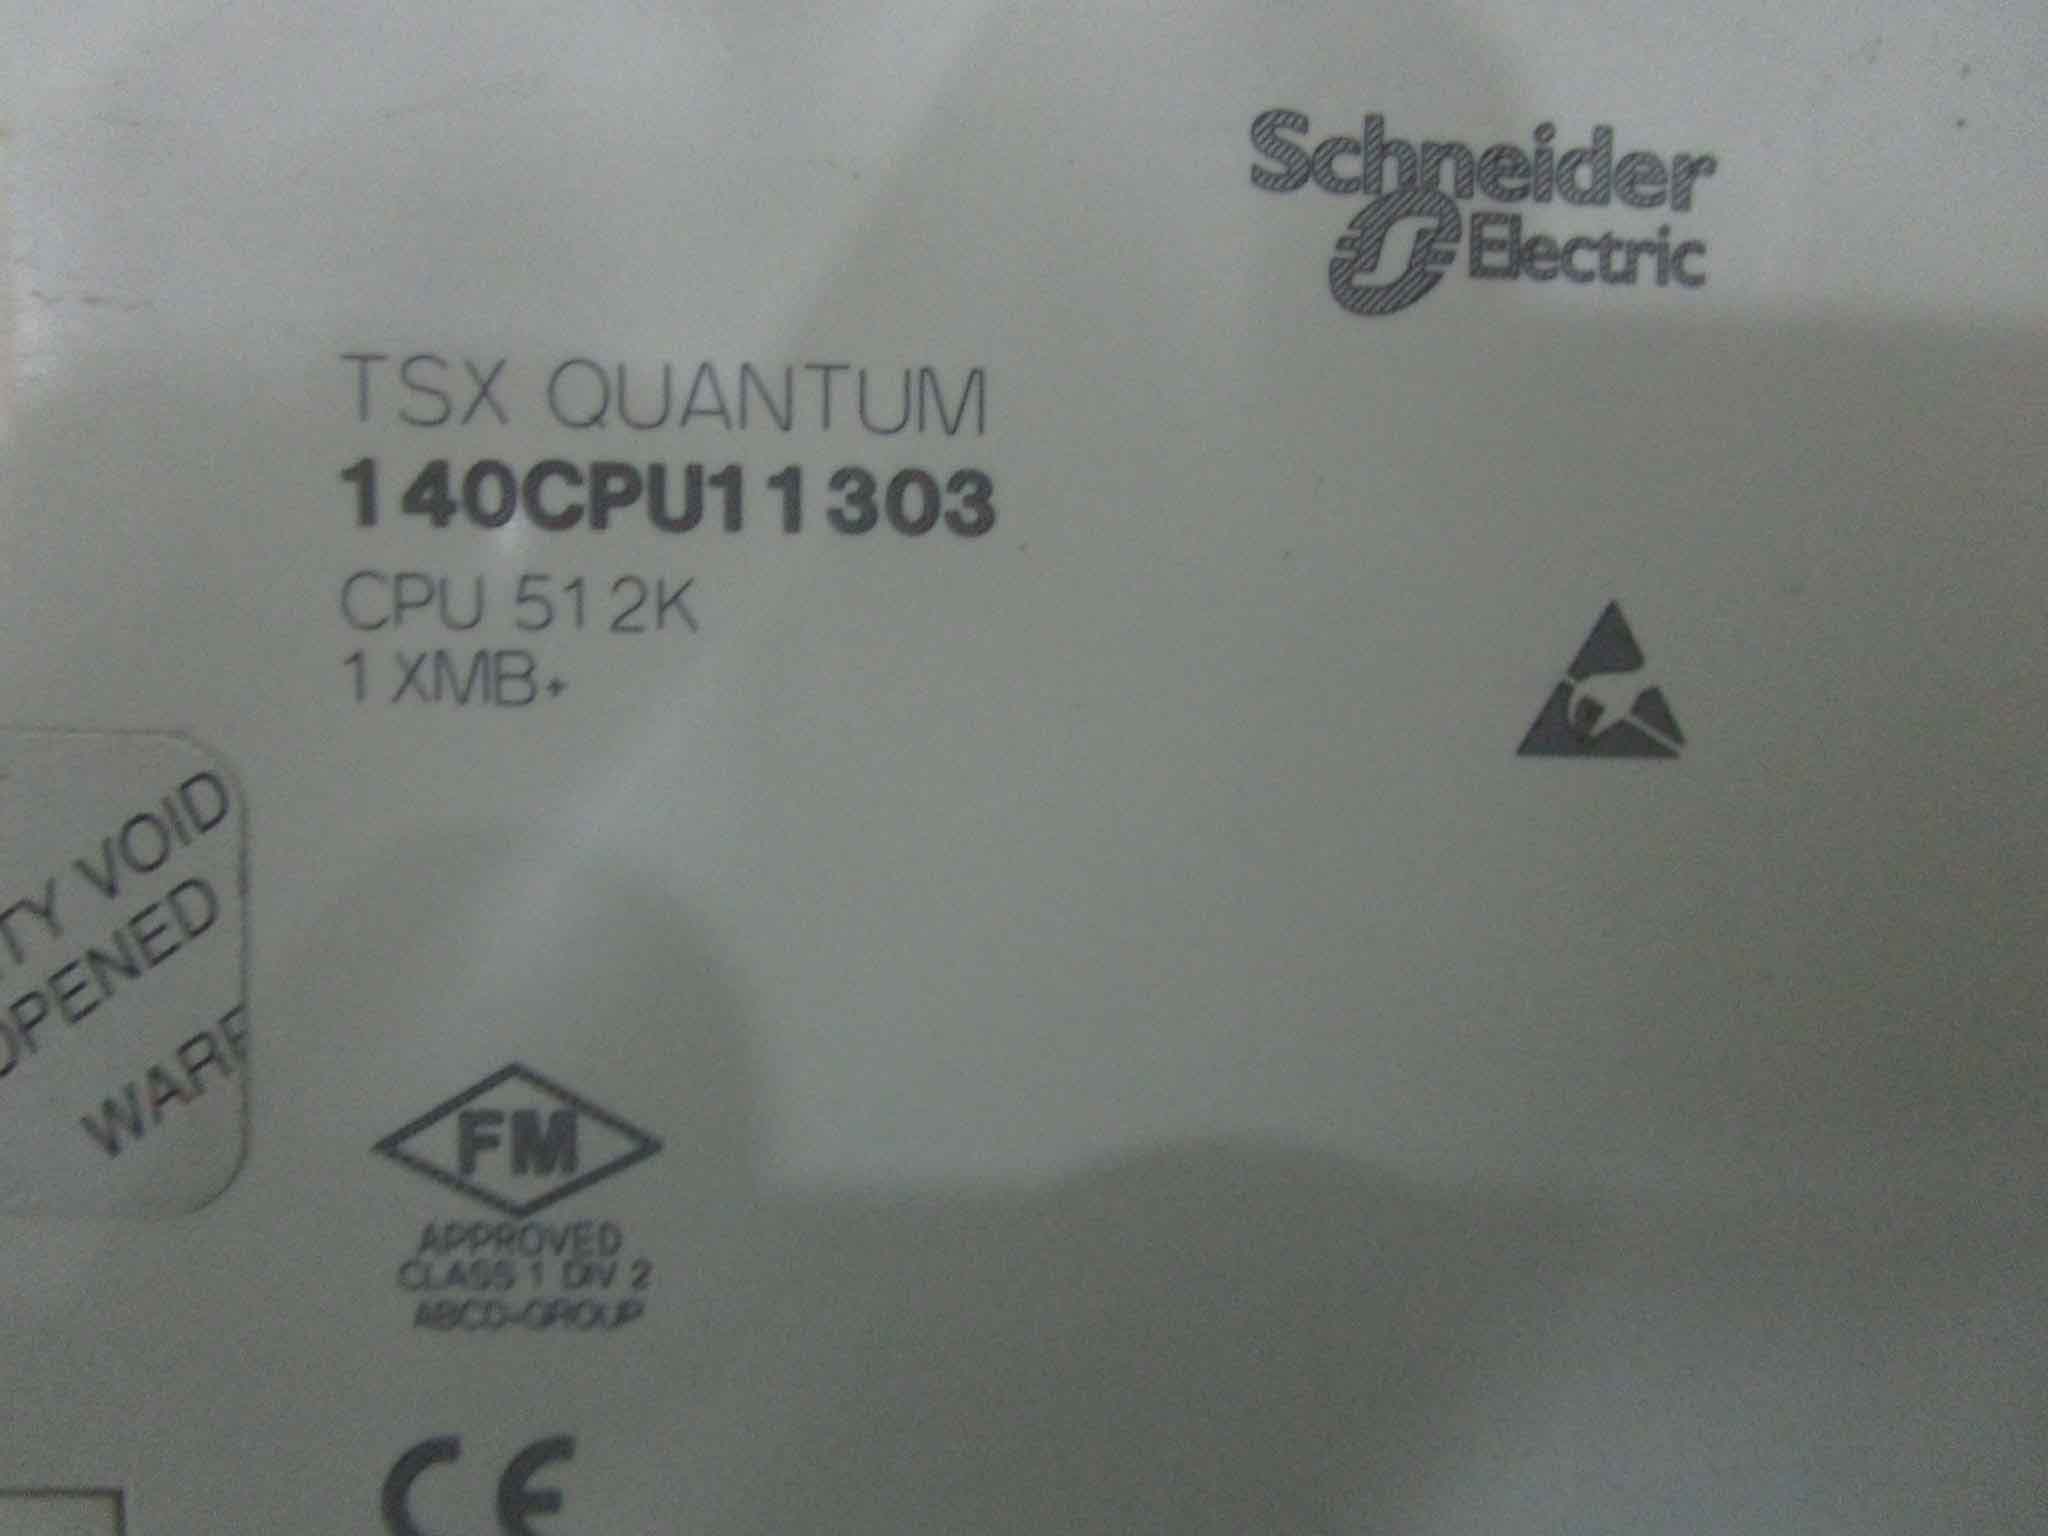 Schneider
Electric
TSX QUANTUM
140CPU11303
CPU 512K
1 XMB+
TY VOID
OPENED
WARR
FM
APPROVED
CLASS 1 DIV 2
ABCD-GROUP
CE